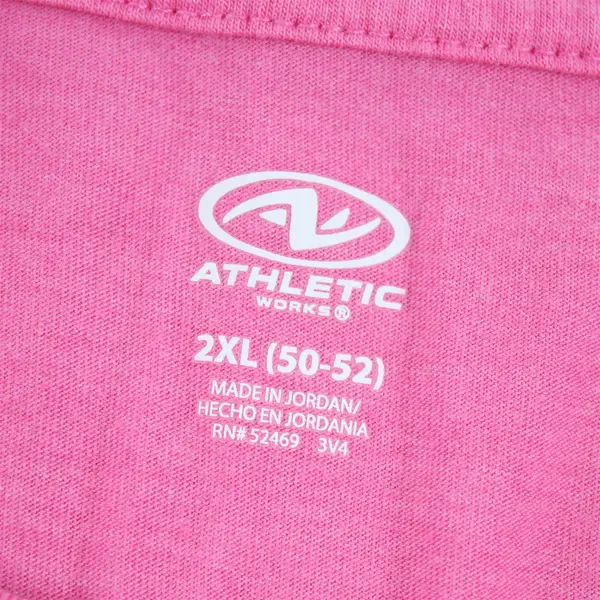 ATHLETIC
WORKS®
2XL (50-52)
MADE IN JORDAN/
HECHO EN JORDANIA
RN# 52469 3V4